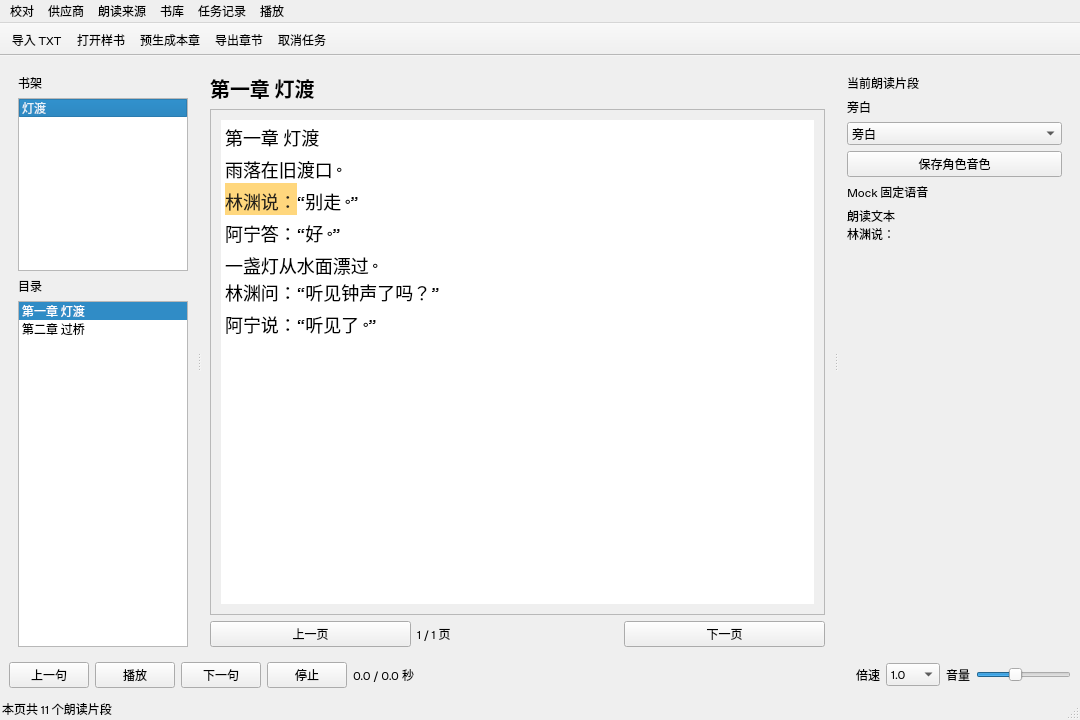 校对 供应商 朗读来源 书库 任务记录 播放
导入 TXT 打开样书 预生成本章 导出章节 取消任务
书架
灯渡
目录
第一章 灯渡
第二章 过桥
第一章 灯渡
第一章 灯渡
雨落在旧渡口。
林渊说：“别走。”
阿宁答：“好。”
一盏灯从水面漂过。
林渊问：“听见钟声了吗？”
阿宁说：“听见了。”
上一页 1 / 1 页 下一页
当前朗读片段
旁白
旁白
保存角色音色
Mock 固定语音
朗读文本
林渊说：
上一句 播放 下一句 停止 0.0 / 0.0 秒 倍速 1.0 音量
本页共 11 个朗读片段